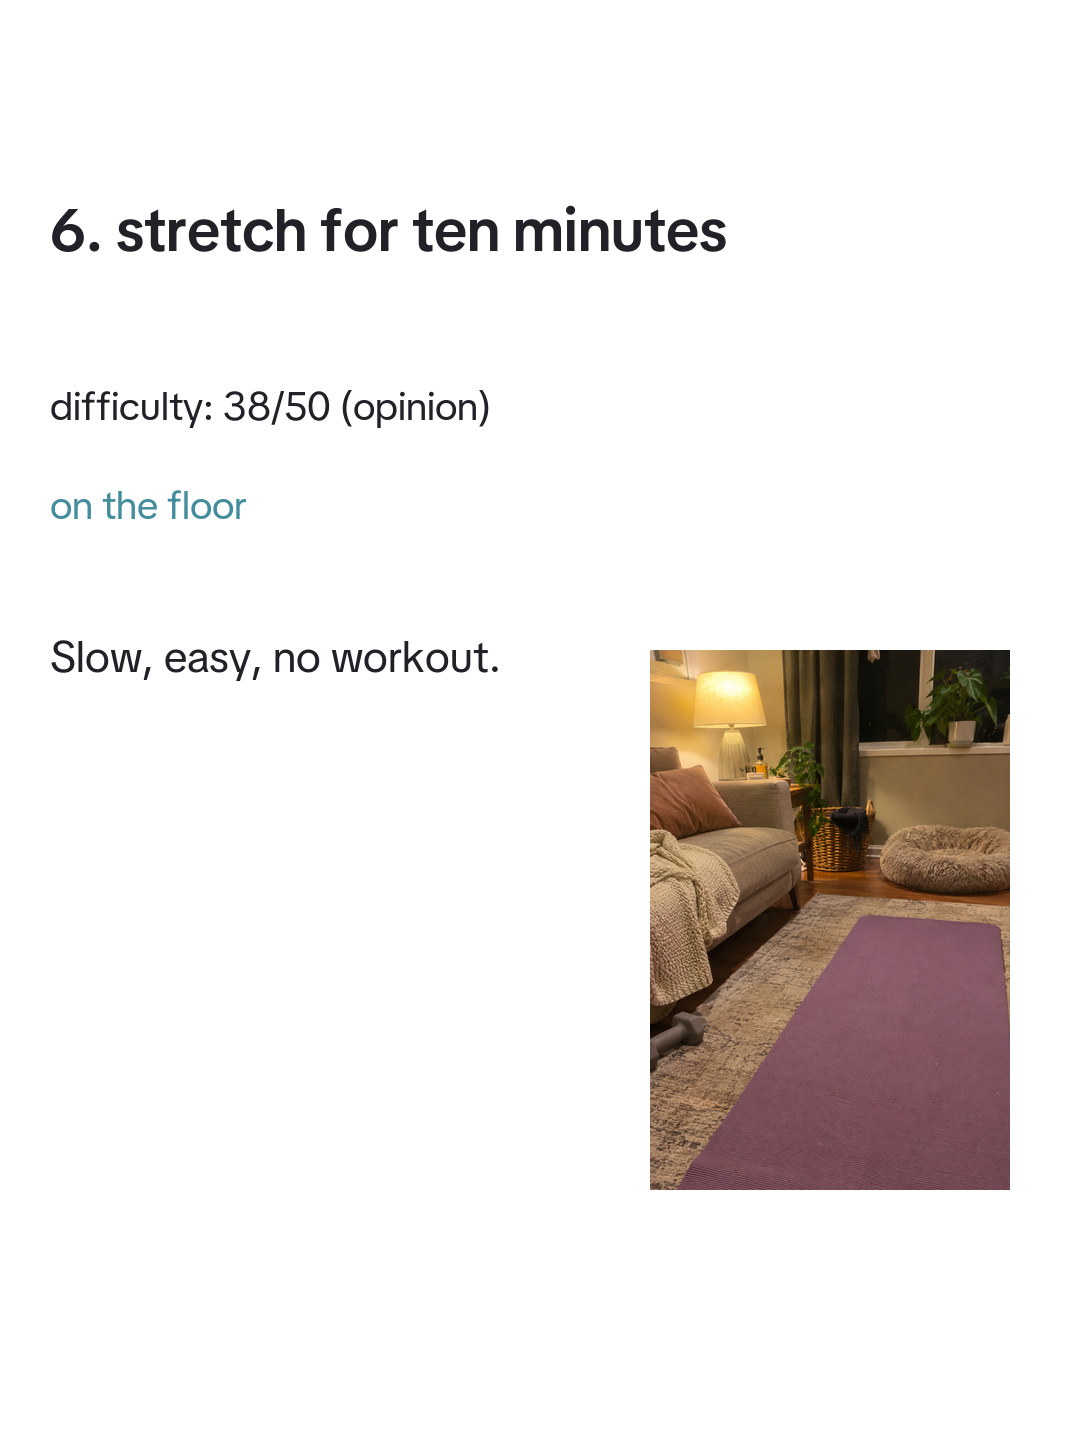 6. stretch for ten minutes
difficulty: 38/50 (opinion)
on the floor
Slow, easy, no workout.